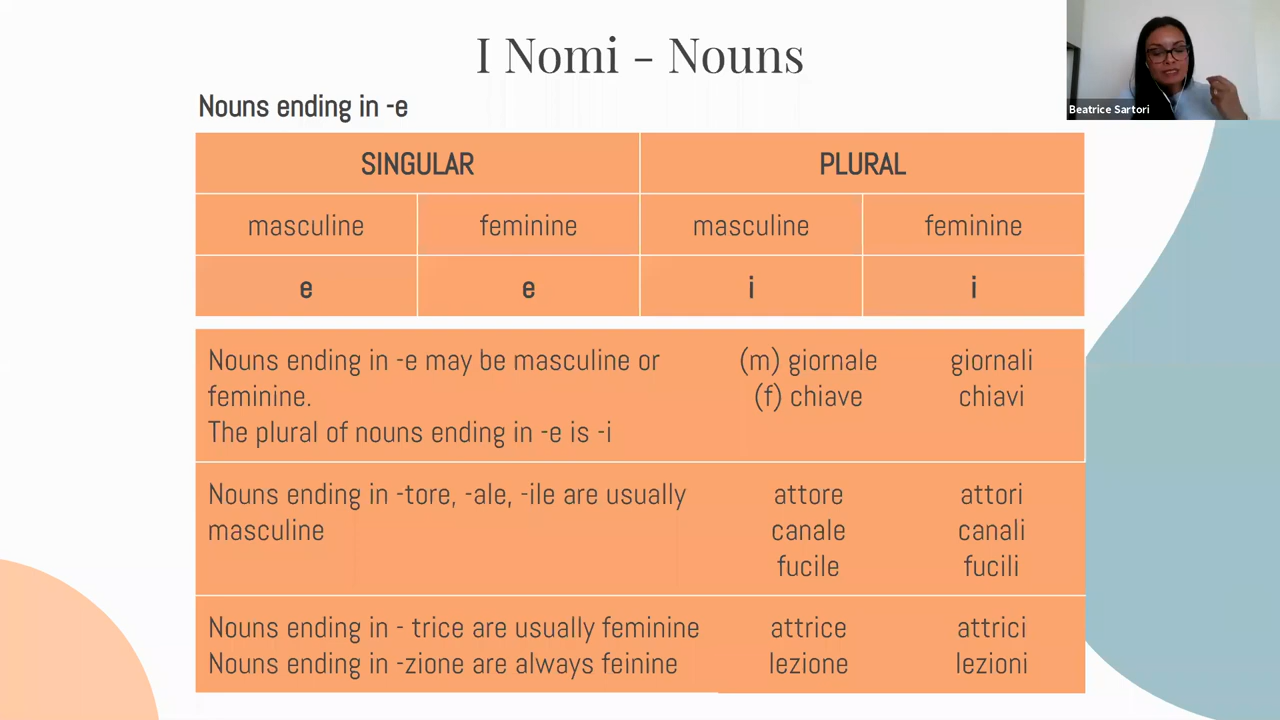 I Nomi – Nouns
Beatrice Sartori
Nouns ending in -e
SINGULAR PLURAL
masculine feminine masculine feminine
e e i i
Nouns ending in -e may be masculine or (m) giornale giornali
feminine. (f) chiave chiavi
The plural of nouns ending in -e is -i
Nouns ending in -tore, -ale, -ile are usually attore attori
masculine canale canali
fucile fucili
Nouns ending in - trice are usually feminine attrice attrici
Nouns ending in -zione are always feinine lezione lezioni